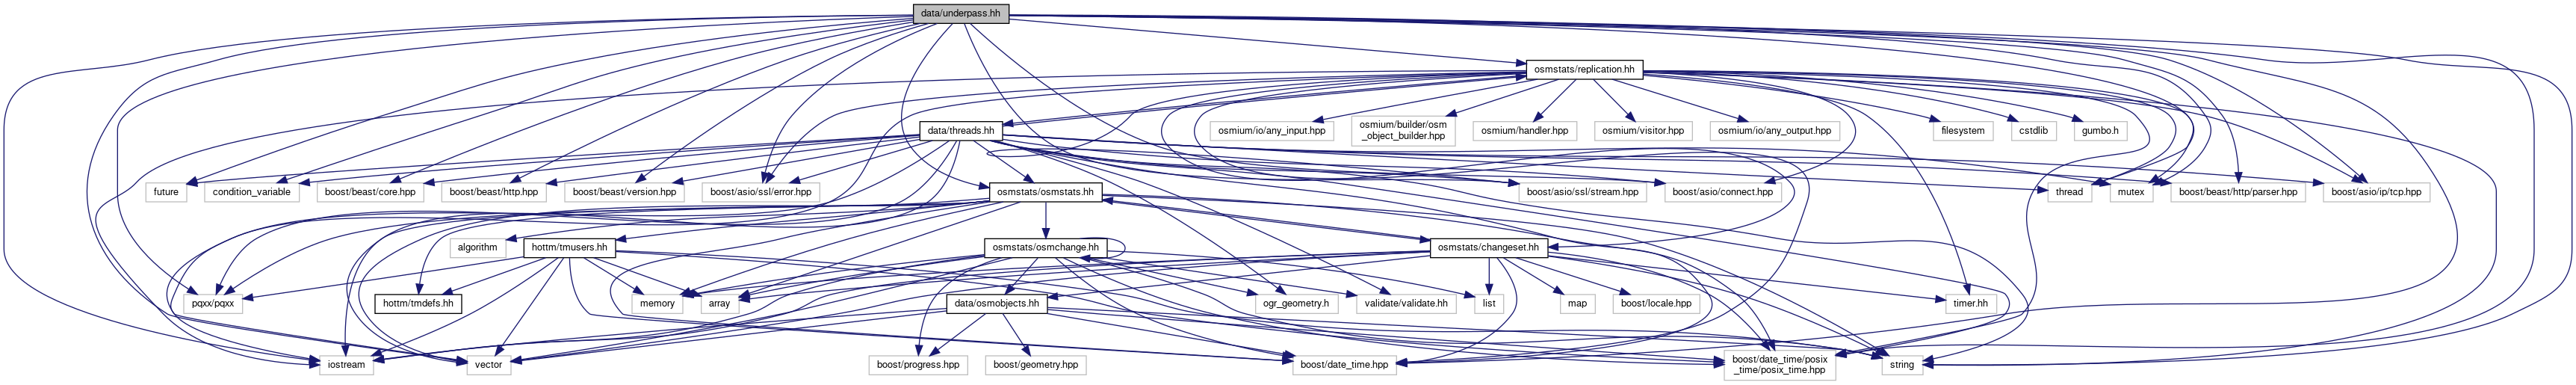 data/underpass.hh
osmstats/replication.hh
data/threads.hh
osmium/io/any_input.hpp
osmium/builder/osm
_object_builder.hpp
osmium/handler.hpp
osmium/visitor.hpp
osmium/io/any_output.hpp
filesystem
cstdlib
gumbo.h
future
condition_variable
boost/beast/core.hpp
boost/beast/http.hpp
boost/beast/version.hpp
boost/asio/ssl/error.hpp
osmstats/osmstats.hh
boost/asio/ssl/stream.hpp
boost/asio/connect.hpp
thread
mutex
boost/beast/http/parser.hpp
boost/asio/ip/tcp.hpp
algorithm
hottm/tmusers.hh
osmstats/osmchange.hh
osmstats/changeset.hh
pqxx/pqxx
hottm/tmdefs.hh
memory
array
data/osmobjects.hh
ogr_geometry.h
validate/validate.hh
list
map
boost/locale.hpp
timer.hh
iostream
vector
boost/progress.hpp
boost/geometry.hpp
boost/date_time.hpp
boost/date_time/posix
_time/posix_time.hpp
string